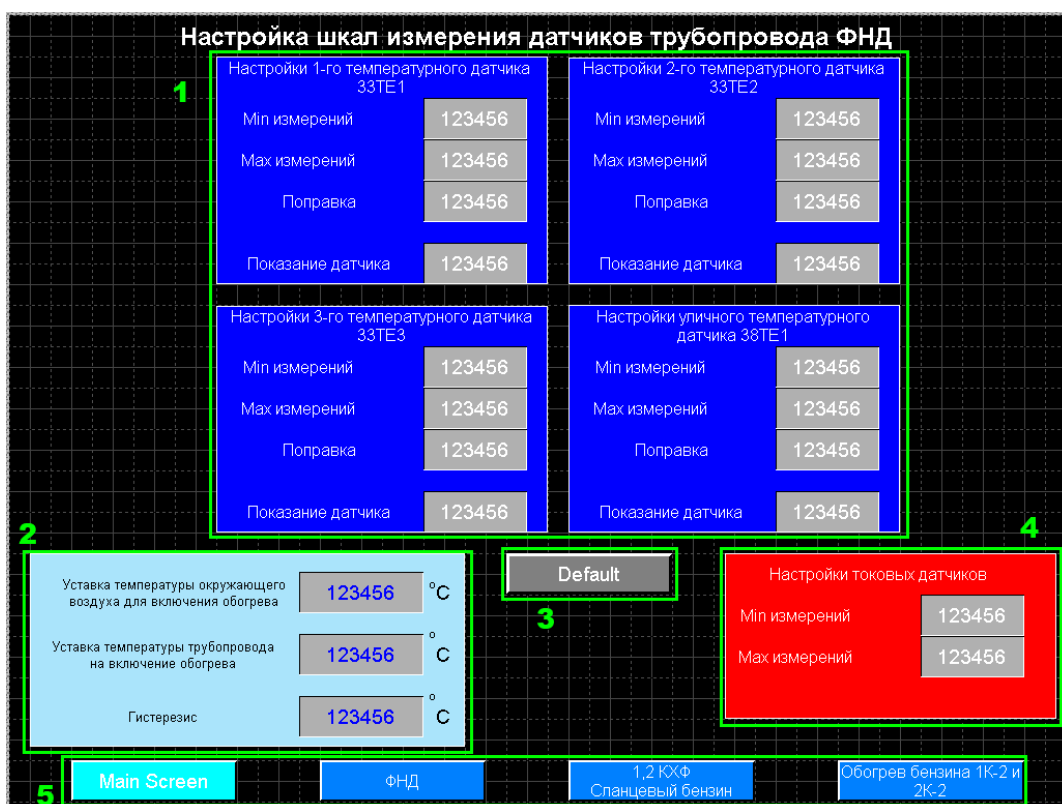 Настройка шкал измерения датчиков трубопровода ФНД
1
Настройки 1-го температурного датчика
33ТЕ1
Min измерений 123456
Max измерений 123456
Поправка 123456
Показание датчика 123456
Настройки 2-го температурного датчика
33ТЕ2
Min измерений 123456
Max измерений 123456
Поправка 123456
Показание датчика 123456
Настройки 3-го температурного датчика
33ТЕ3
Min измерений 123456
Max измерений 123456
Поправка 123456
Показание датчика 123456
Настройки уличного температурного
датчика 38ТЕ1
Min измерений 123456
Max измерений 123456
Поправка 123456
Показание датчика 123456
2
Уставка температуры окружающего
воздуха для включения обогрева
123456 °C
Уставка температуры трубопровода
на включение обогрева
123456 °C
Гистерезис 123456 °C
Default
3
4
Настройки токовых датчиков
Min измерений 123456
Max измерений 123456
5
Main Screen
ФНД
1,2 КХФ
Сланцевый бензин
Обогрев бензина 1К-2 и
2К-2